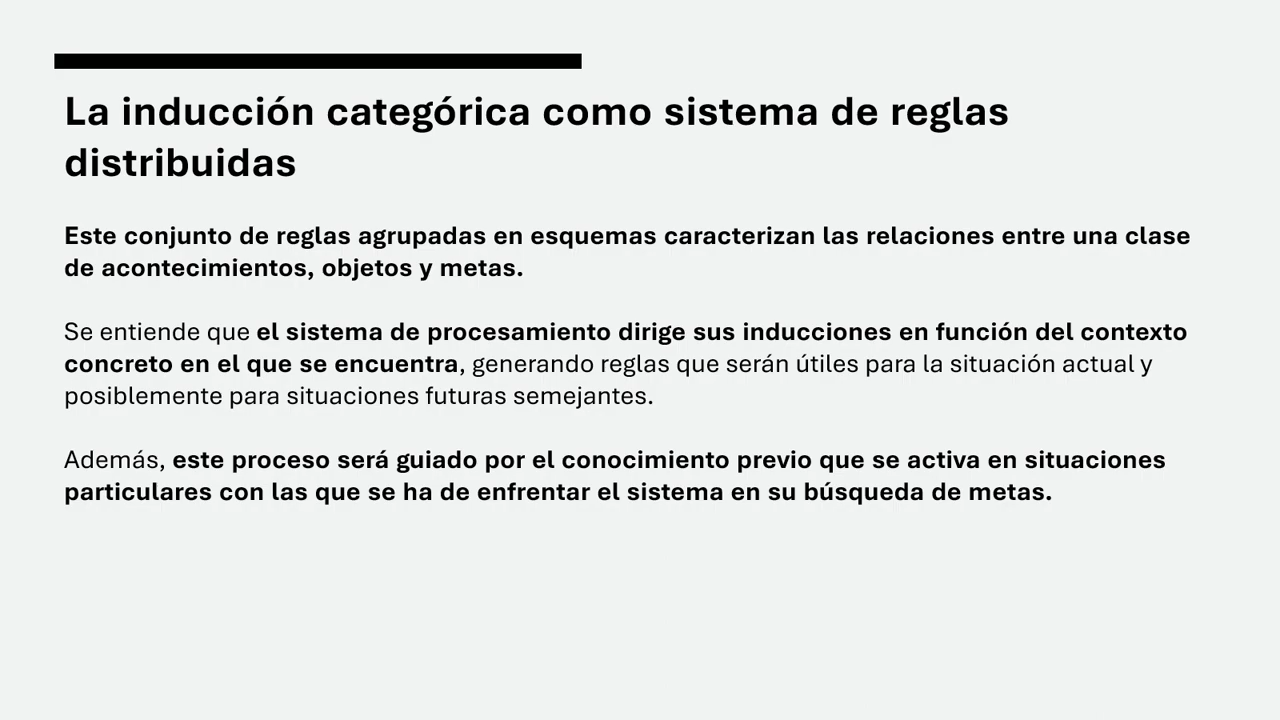 La inducción categórica como sistema de reglas
distribuidas
Este conjunto de reglas agrupadas en esquemas caracterizan las relaciones entre una clase
de acontecimientos, objetos y metas.
Se entiende que el sistema de procesamiento dirige sus inducciones en función del contexto
concreto en el que se encuentra, generando reglas que serán útiles para la situación actual y
posiblemente para situaciones futuras semejantes.
Además, este proceso será guiado por el conocimiento previo que se activa en situaciones
particulares con las que se ha de enfrentar el sistema en su búsqueda de metas.